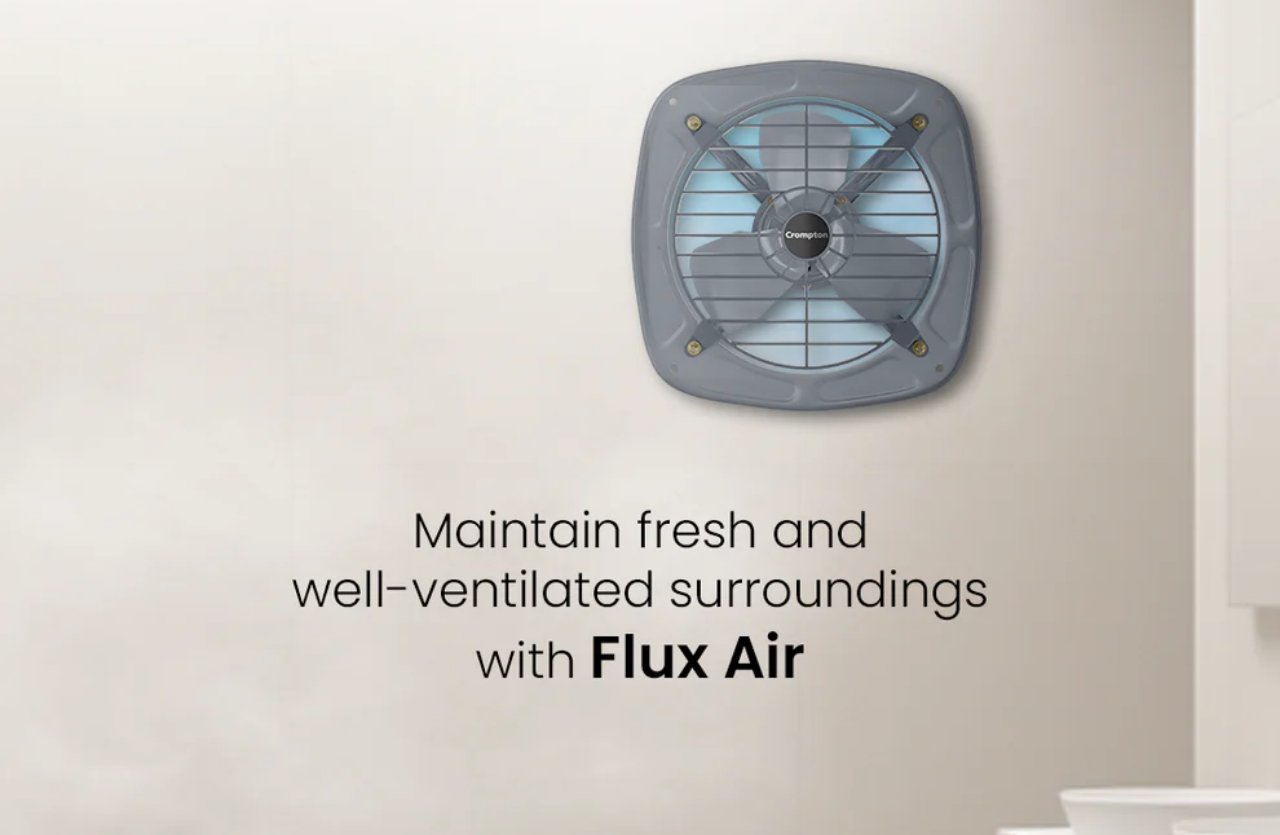 Crompton
Maintain fresh and
well-ventilated surroundings
with Flux Air